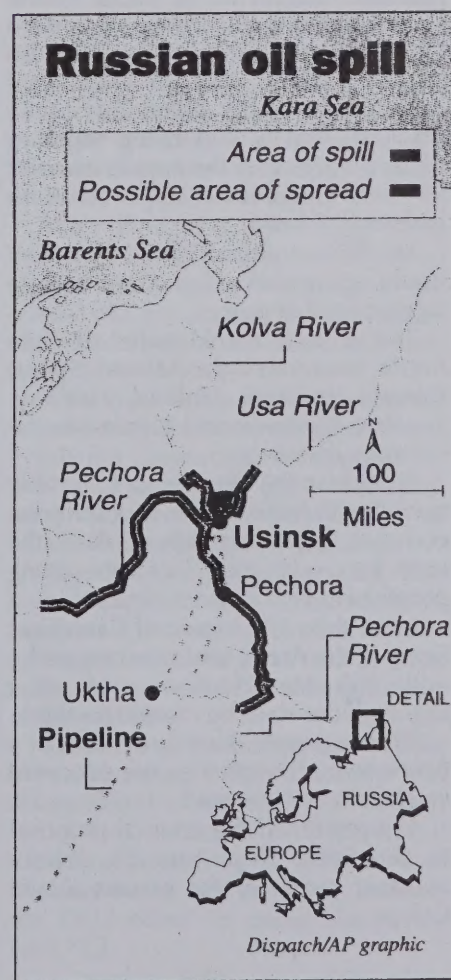 Russian oil spill
Kara Sea
Area of spill
Possible area of spread
Barents Sea
Kolva River
Usa River
N
100
Miles
Pechora
River
Usinsk
Pechora
Pechora
River
Uktha
Pipeline
DETAIL
RUSSIA
EUROPE
Dispatch/AP graphic